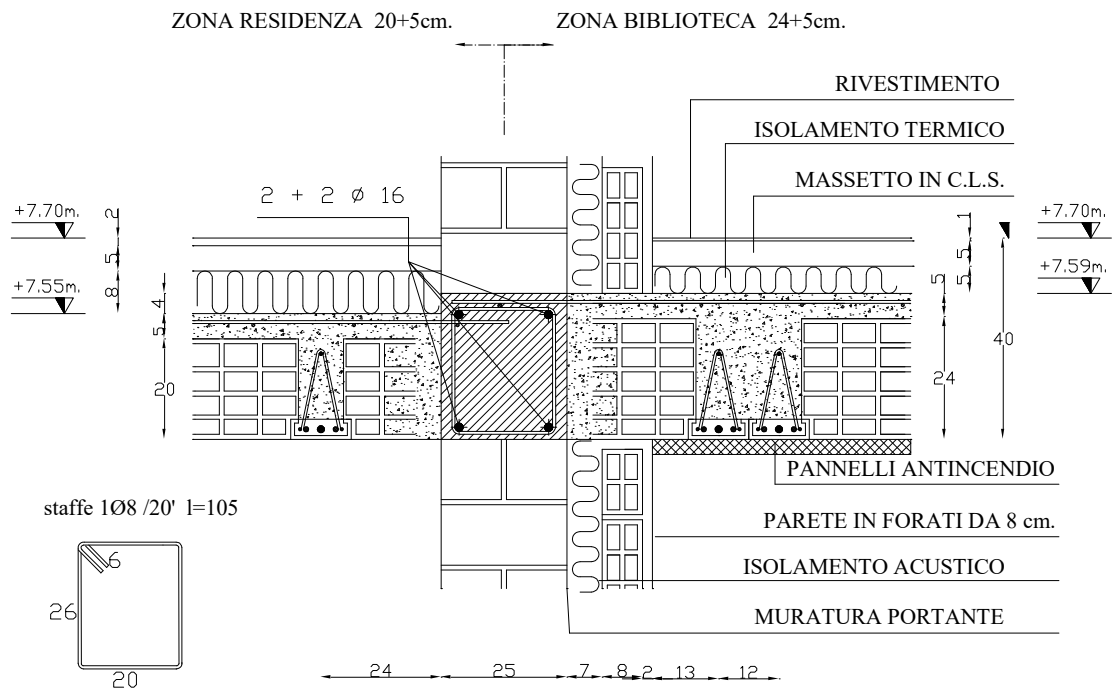 ZONA RESIDENZA 20+5cm.
ZONA BIBLIOTECA 24+5cm.
RIVESTIMENTO
ISOLAMENTO TERMICO
MASSETTO IN C.L.S.
2 + 2 Ø 16
+7.70m.
2
5
8
+7.55m.
4
5
20
1
5
5
5
24
+7.70m.
+7.59m.
40
PANNELLI ANTINCENDIO
PARETE IN FORATI DA 8 cm.
ISOLAMENTO ACUSTICO
MURATURA PORTANTE
staffe 1Ø8 /20' l=105
6
26
20
24
25
7
8
2
13
12